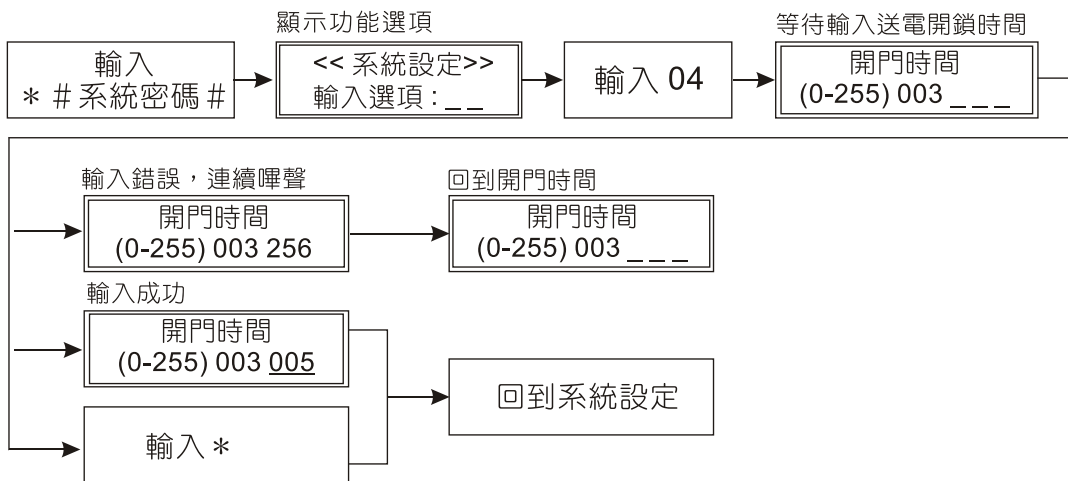 輸入
＊＃系統密碼＃
顯示功能選項
<< 系統設定>>
輸入選項：_ _
輸入 04
等待輸入送電開鎖時間
開門時間
(0-255) 003 _ _ _
輸入錯誤，連續嗶聲
開門時間
(0-255) 003 256
回到開門時間
開門時間
(0-255) 003 _ _ _
輸入成功
開門時間
(0-255) 003 005
輸入＊
回到系統設定